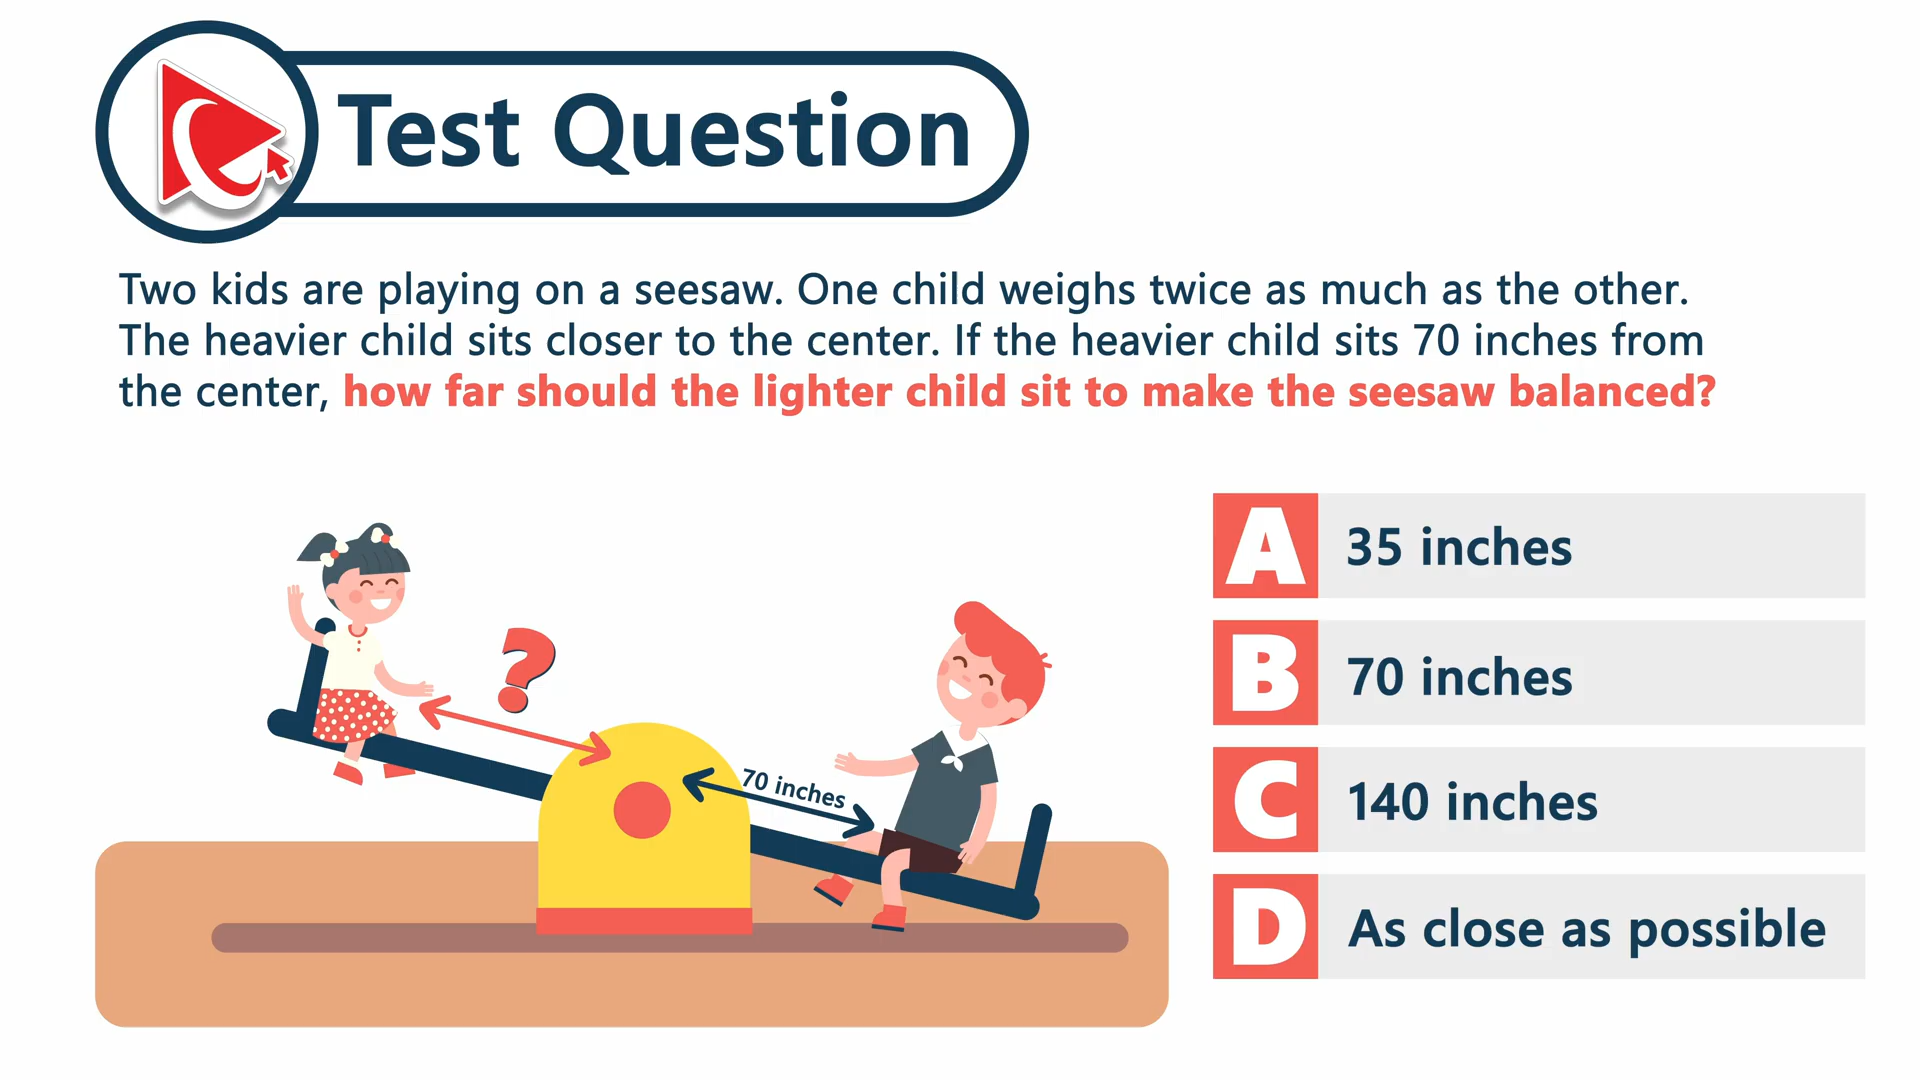 Test Question
Two kids are playing on a seesaw. One child weighs twice as much as the other.
The heavier child sits closer to the center. If the heavier child sits 70 inches from
the center, how far should the lighter child sit to make the seesaw balanced?
?
70 inches
A 35 inches
B 70 inches
C 140 inches
D As close as possible